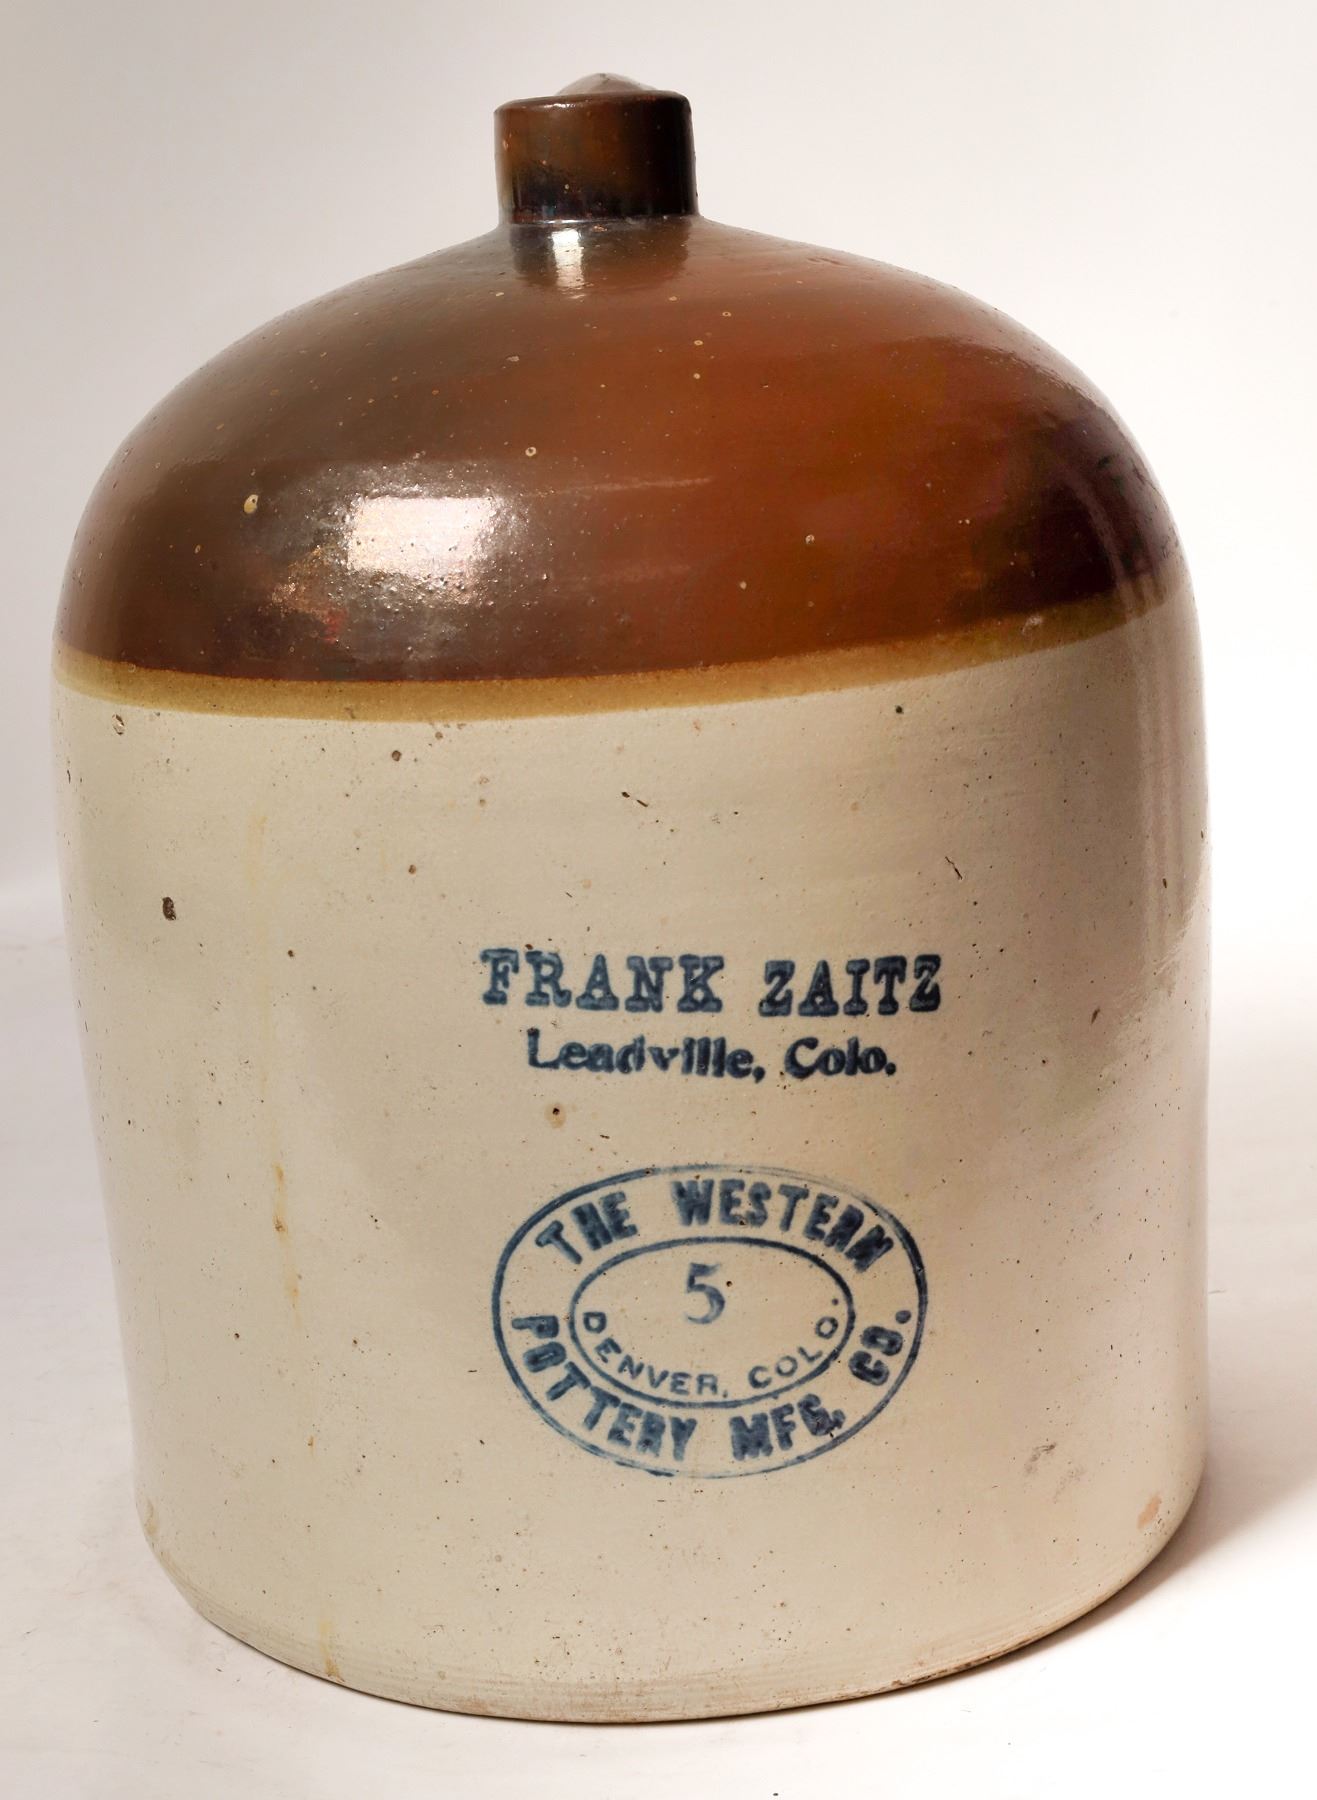 FRANK ZAITZ
Leadville, Colo.
THE WESTERN
5
DENVER, COLO.
POTTERY MFG. CO.